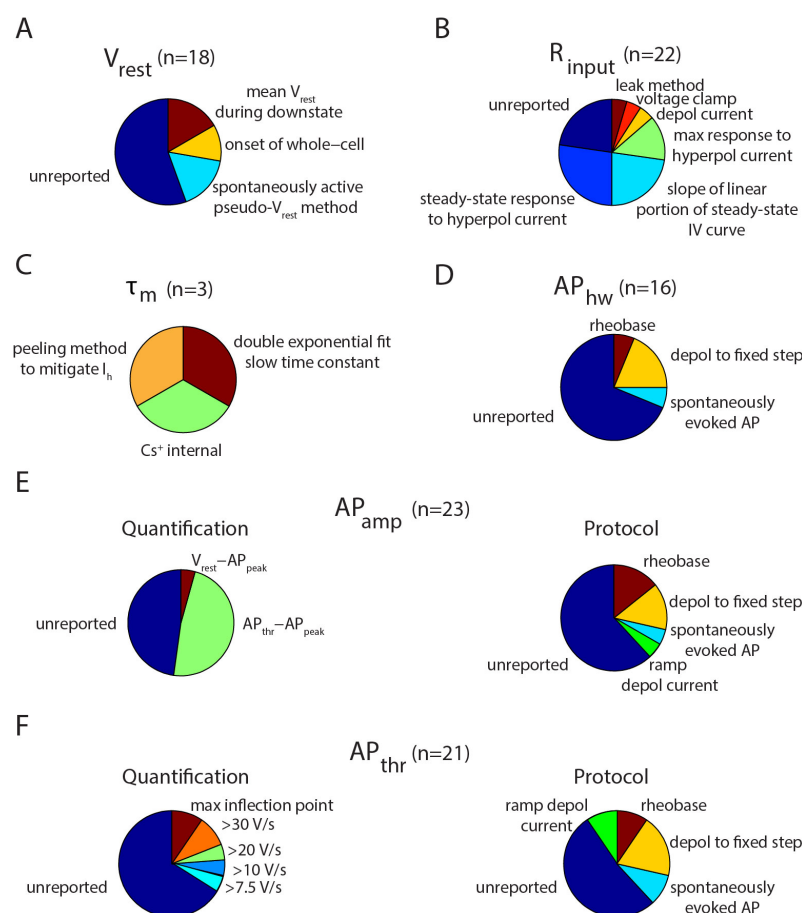 A
V_rest (n=18)
mean V_rest
during downstate
onset of whole−cell
spontaneously active
pseudo-V_rest method
unreported
B
R_input (n=22)
leak method
voltage clamp
depol current
max response to
hyperpol current
slope of linear
portion of steady-state
IV curve
steady-state response
to hyperpol current
unreported
C
τ_m (n=3)
peeling method
to mitigate I_h
double exponential fit
slow time constant
Cs⁺ internal
D
AP_hw (n=16)
rheobase
depol to fixed step
spontaneously
evoked AP
unreported
E
AP_amp (n=23)
Quantification
V_rest−AP_peak
AP_thr−AP_peak
unreported
Protocol
rheobase
depol to fixed step
spontaneously
evoked AP
ramp
depol current
unreported
F
AP_thr (n=21)
Quantification
max inflection point
>30 V/s
>20 V/s
>10 V/s
>7.5 V/s
unreported
Protocol
ramp depol
current
rheobase
depol to fixed step
spontaneously
evoked AP
unreported